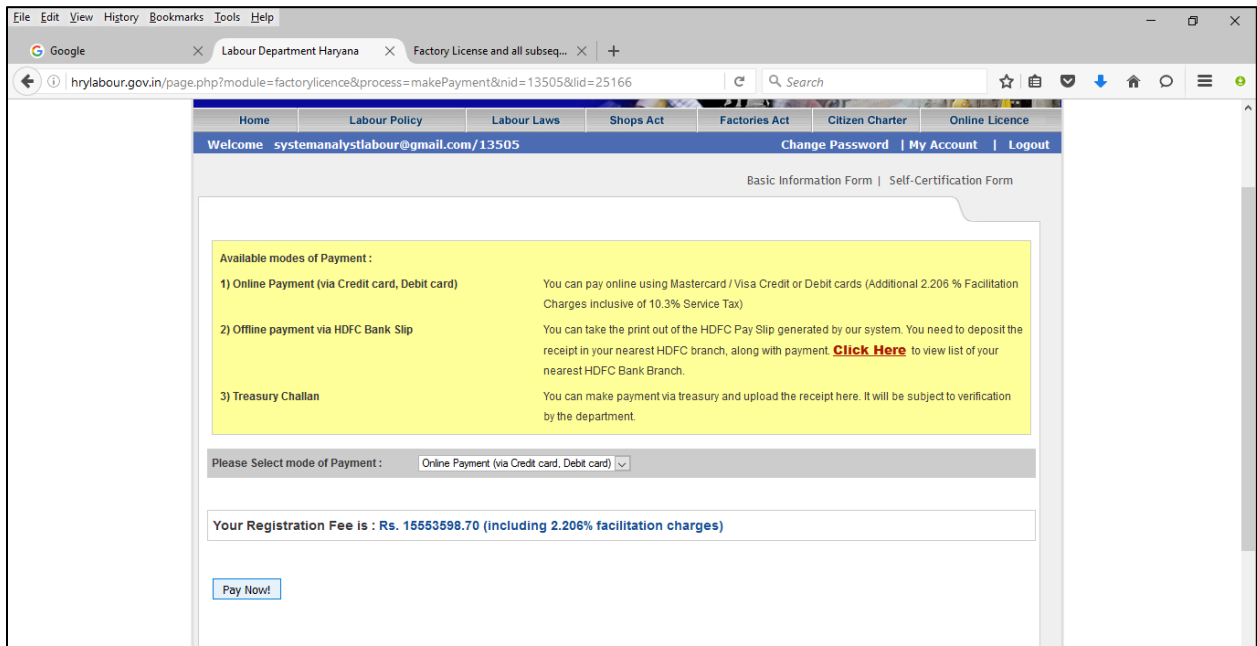 File Edit View History Bookmarks Tools Help
Google Labour Department Haryana Factory License and all subseq...
hrylabour.gov.in/page.php?module=factorylicence&process=makePayment&nid=13505&lid=25166 Search
Home Labour Policy Labour Laws Shops Act Factories Act Citizen Charter Online Licence
Welcome systemanalystlabour@gmail.com/13505 Change Password | My Account | Logout
Basic Information Form | Self-Certification Form
Available modes of Payment :
1) Online Payment (via Credit card, Debit card) You can pay online using Mastercard / Visa Credit or Debit cards (Additional 2.206 % Facilitation
Charges inclusive of 10.3% Service Tax)
2) Offline payment via HDFC Bank Slip You can take the print out of the HDFC Pay Slip generated by our system. You need to deposit the
receipt in your nearest HDFC branch, along with payment. Click Here to view list of your
nearest HDFC Bank Branch.
3) Treasury Challan You can make payment via treasury and upload the receipt here. It will be subject to verification
by the department.
Please Select mode of Payment : Online Payment (via Credit card, Debit card)
Your Registration Fee is : Rs. 15553598.70 (including 2.206% facilitation charges)
Pay Now!